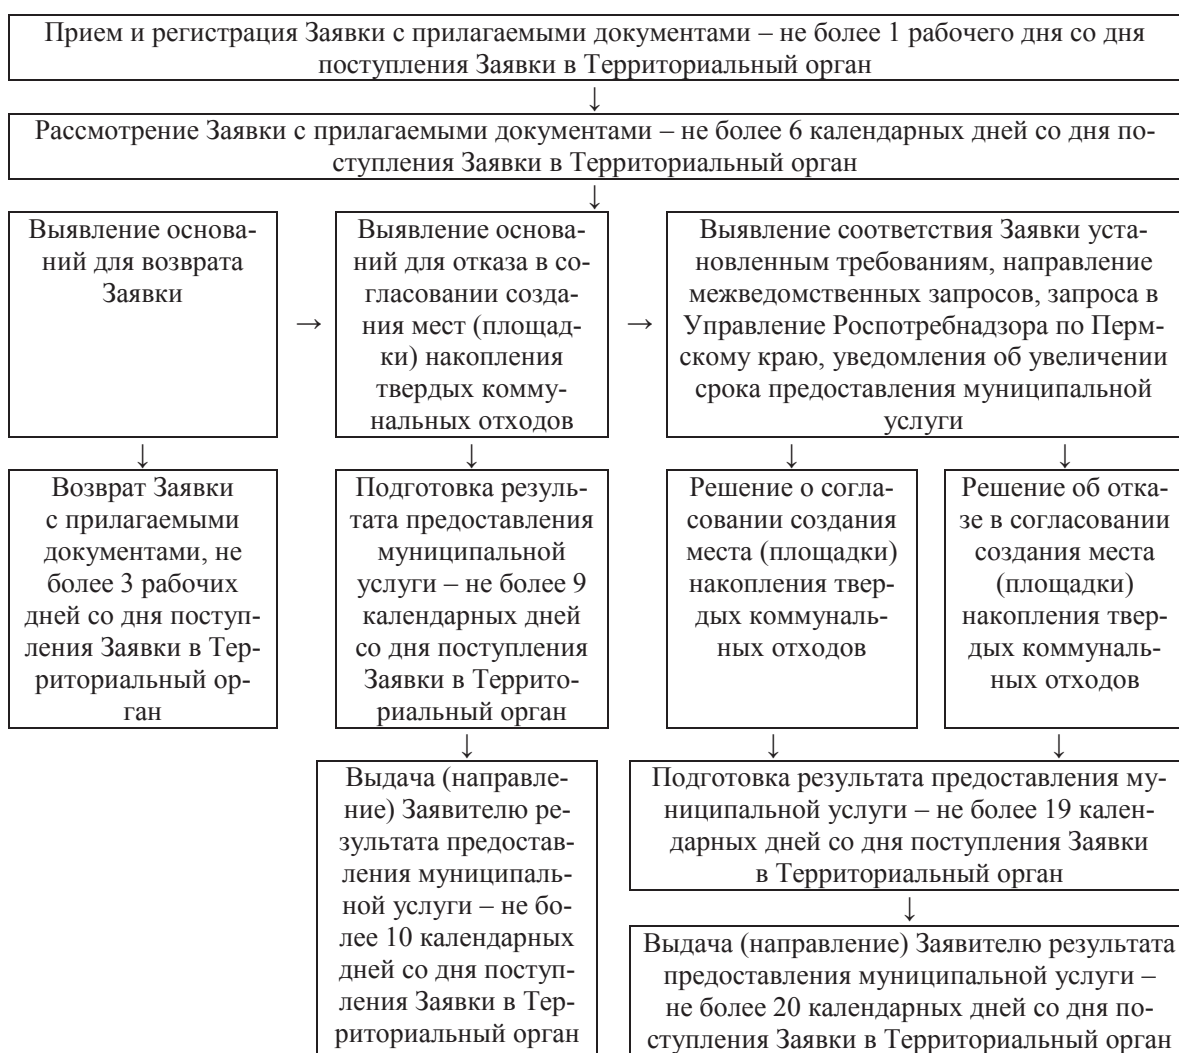 Прием и регистрация Заявки с прилагаемыми документами – не более 1 рабочего дня со дня
поступления Заявки в Территориальный орган
↓
Рассмотрение Заявки с прилагаемыми документами – не более 6 календарных дней со дня по-
ступления Заявки в Территориальный орган
↓
Выявление основа-
ний для возврата
Заявки
→
Выявление основа-
ний для отказа в со-
гласовании созда-
ния мест (площад-
ки) накопления
твердых комму-
нальных отходов
→
Выявление соответствия Заявки уста-
новленным требованиям, направление
межведомственных запросов, запроса в
Управление Роспотребнадзора по Перм-
скому краю, уведомления об увеличении
срока предоставления муниципальной
услуги
↓ ↓ ↓ ↓
Возврат Заявки
с прилагаемыми
документами, не
более 3 рабочих
дней со дня поступ-
ления Заявки в Тер-
риториальный ор-
ган
Подготовка резуль-
тата предоставления
муниципальной
услуги – не более 9
календарных дней
со дня поступления
Заявки в Террито-
риальный орган
Решение о согла-
совании создания
места (площадки)
накопления твер-
дых коммуналь-
ных отходов
Решение об отка-
зе в согласовании
создания места
(площадки)
накопления твер-
дых коммуналь-
ных отходов
↓ ↓ ↓
Выдача (направле-
ние) Заявителю ре-
зультата предостав-
ления муниципаль-
ной услуги – не бо-
лее 10 календарных
дней со дня поступ-
ления Заявки в Тер-
риториальный орган
Подготовка результата предоставления му-
ниципальной услуги – не более 19 кален-
дарных дней со дня поступления Заявки
в Территориальный орган
↓
Выдача (направление) Заявителю результата
предоставления муниципальной услуги –
не более 20 календарных дней со дня по-
ступления Заявки в Территориальный орган